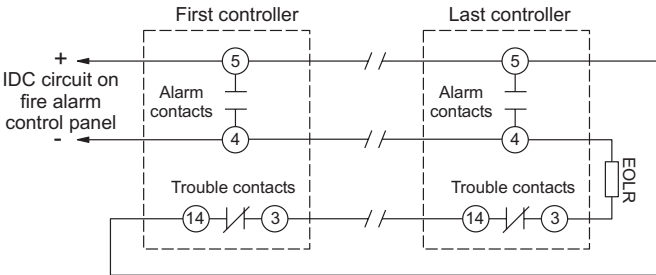 First controller
Last controller
+
IDC circuit on
fire alarm
control panel
-
5
Alarm
contacts
4
Trouble contacts
14
3
5
Alarm
contacts
4
Trouble contacts
14
3
EOLR